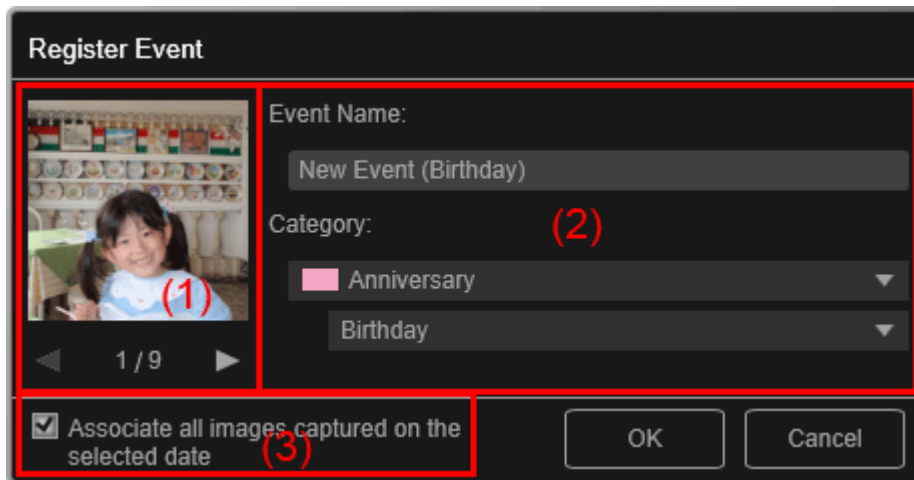 Register Event
Event Name:
New Event (Birthday)
Category:
(2)
Anniversary
Birthday
(1)
1 / 9
Associate all images captured on the
selected date
(3)
OK
Cancel